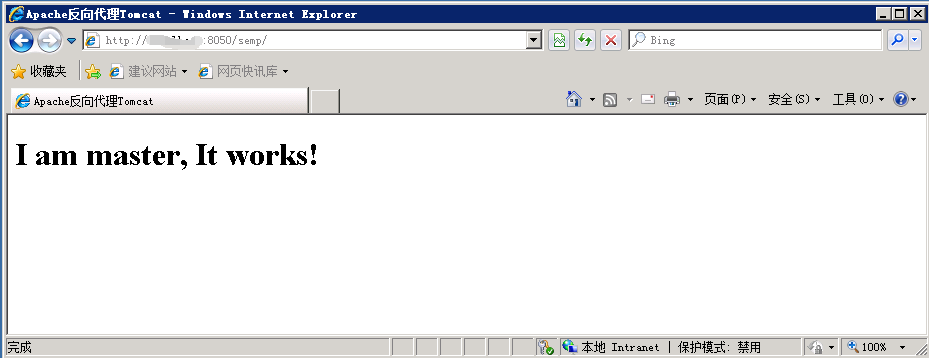 Apache反向代理Tomcat - Windows Internet Explorer
http://:8050/semp/
Bing
收藏夹 建议网站 网页快讯库
Apache反向代理Tomcat 页面(P) 安全(S) 工具(O)
I am master, It works!
完成 本地 Intranet | 保护模式: 禁用 100%